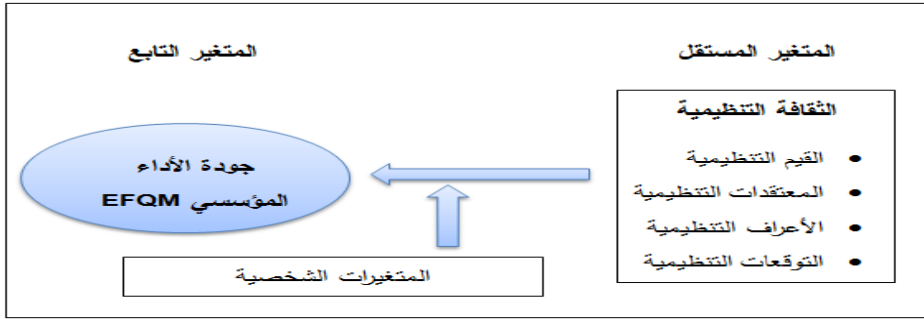 المتغير المستقل
المتغير التابع
الثقافة التنظيمية
• القيم التنظيمية
• المعتقدات التنظيمية
• الأعراف التنظيمية
• التوقعات التنظيمية
جودة الأداء
المؤسسي EFQM
المتغيرات الشخصية